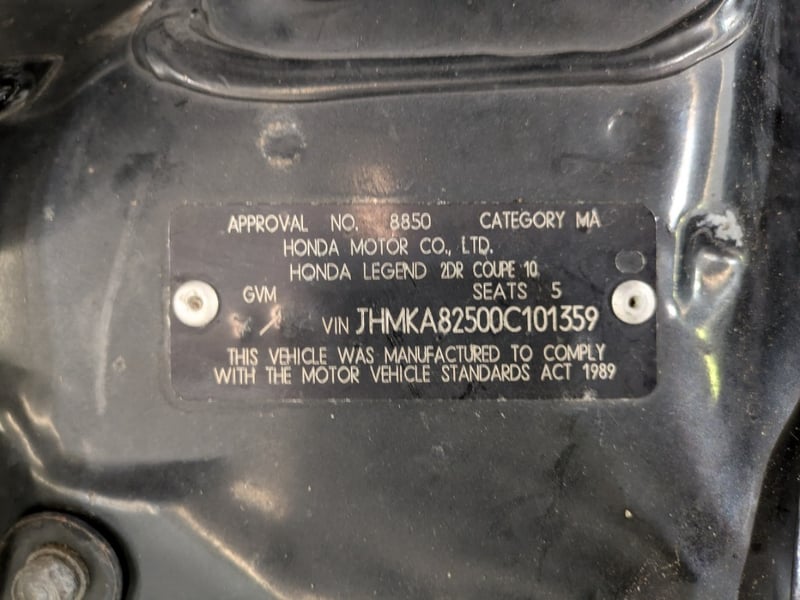 APPROVAL NO. 8850 CATEGORY MA
HONDA MOTOR CO., LTD.
HONDA LEGEND 2DR COUPE 10
GVM SEATS 5
VIN JHMKA82500C101359
THIS VEHICLE WAS MANUFACTURED TO COMPLY
WITH THE MOTOR VEHICLE STANDARDS ACT 1989